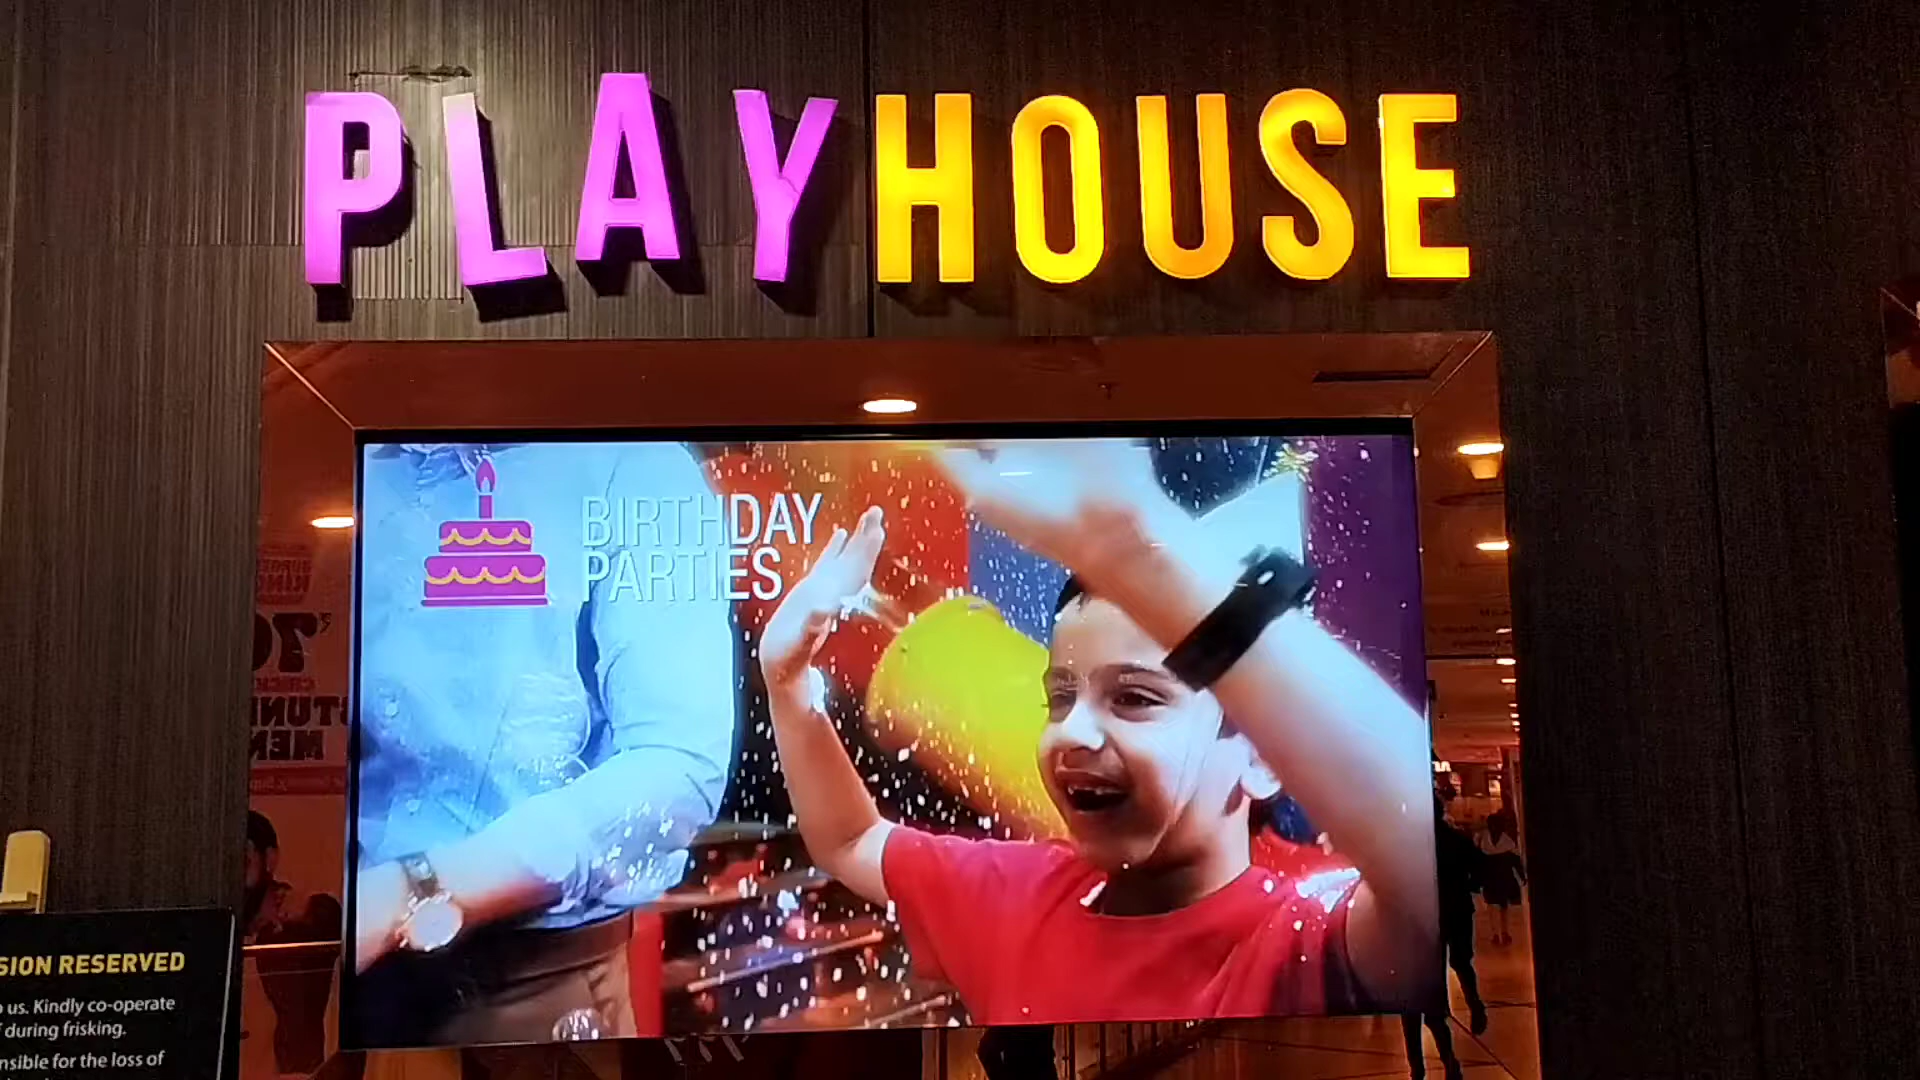 PLAYHOUSE
BIRTHDAY
PARTIES
SION RESERVED
us. Kindly co-operate
during frisking.
nsible for the loss of